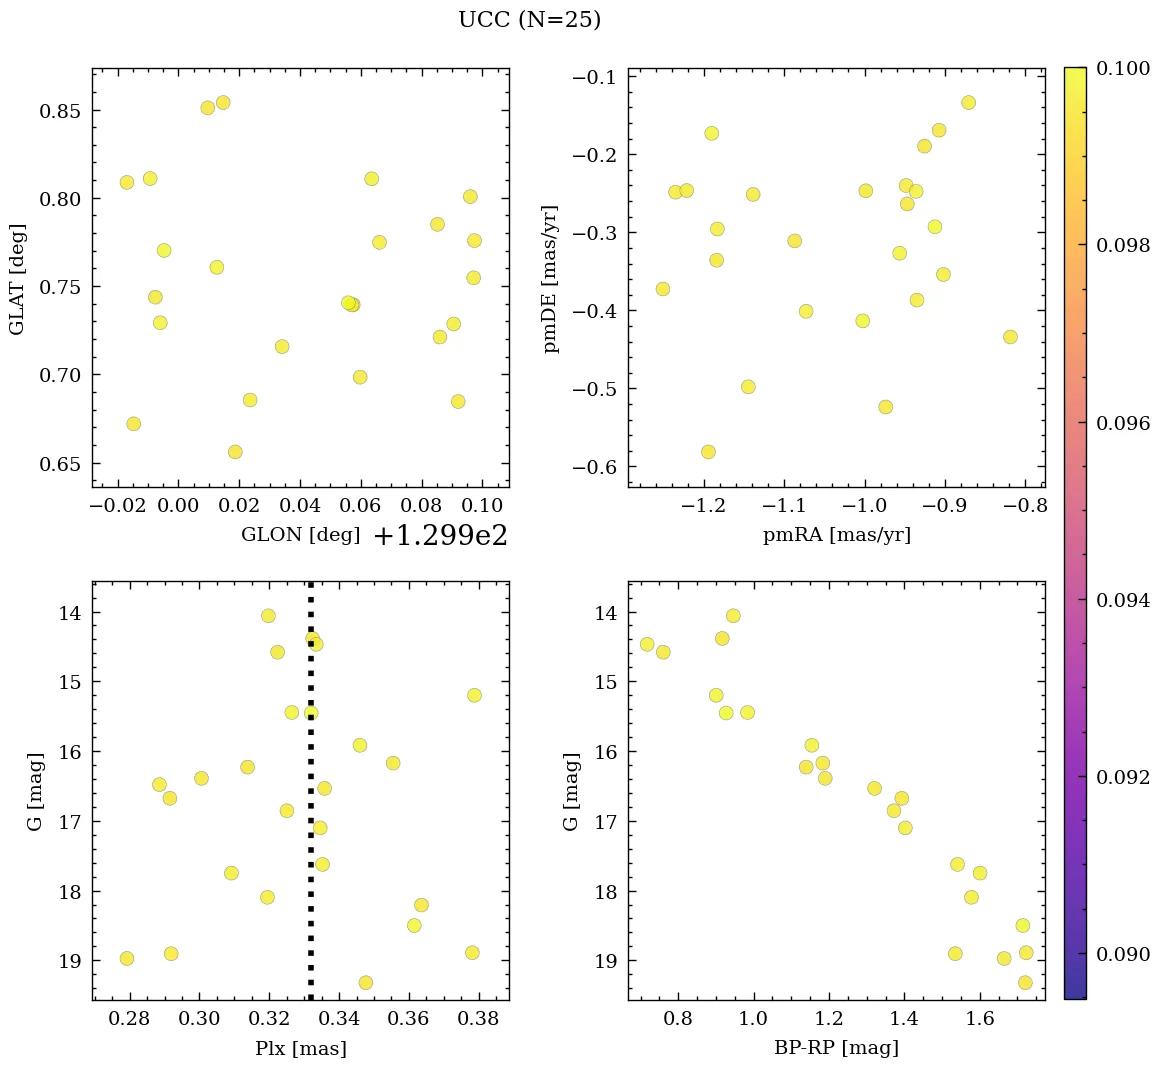 UCC (N=25)
0.85
0.80
0.75
0.70
0.65
GLAT [deg]
−0.02 0.00 0.02 0.04 0.06 0.08 0.10
GLON [deg] +1.299e2
−0.1
−0.2
−0.3
−0.4
−0.5
−0.6
pmDE [mas/yr]
−1.2 −1.1 −1.0 −0.9 −0.8
pmRA [mas/yr]
14
15
16
17
18
19
G [mag]
0.28 0.30 0.32 0.34 0.36 0.38
Plx [mas]
14
15
16
17
18
19
G [mag]
0.8 1.0 1.2 1.4 1.6
BP-RP [mag]
0.100
0.098
0.096
0.094
0.092
0.090